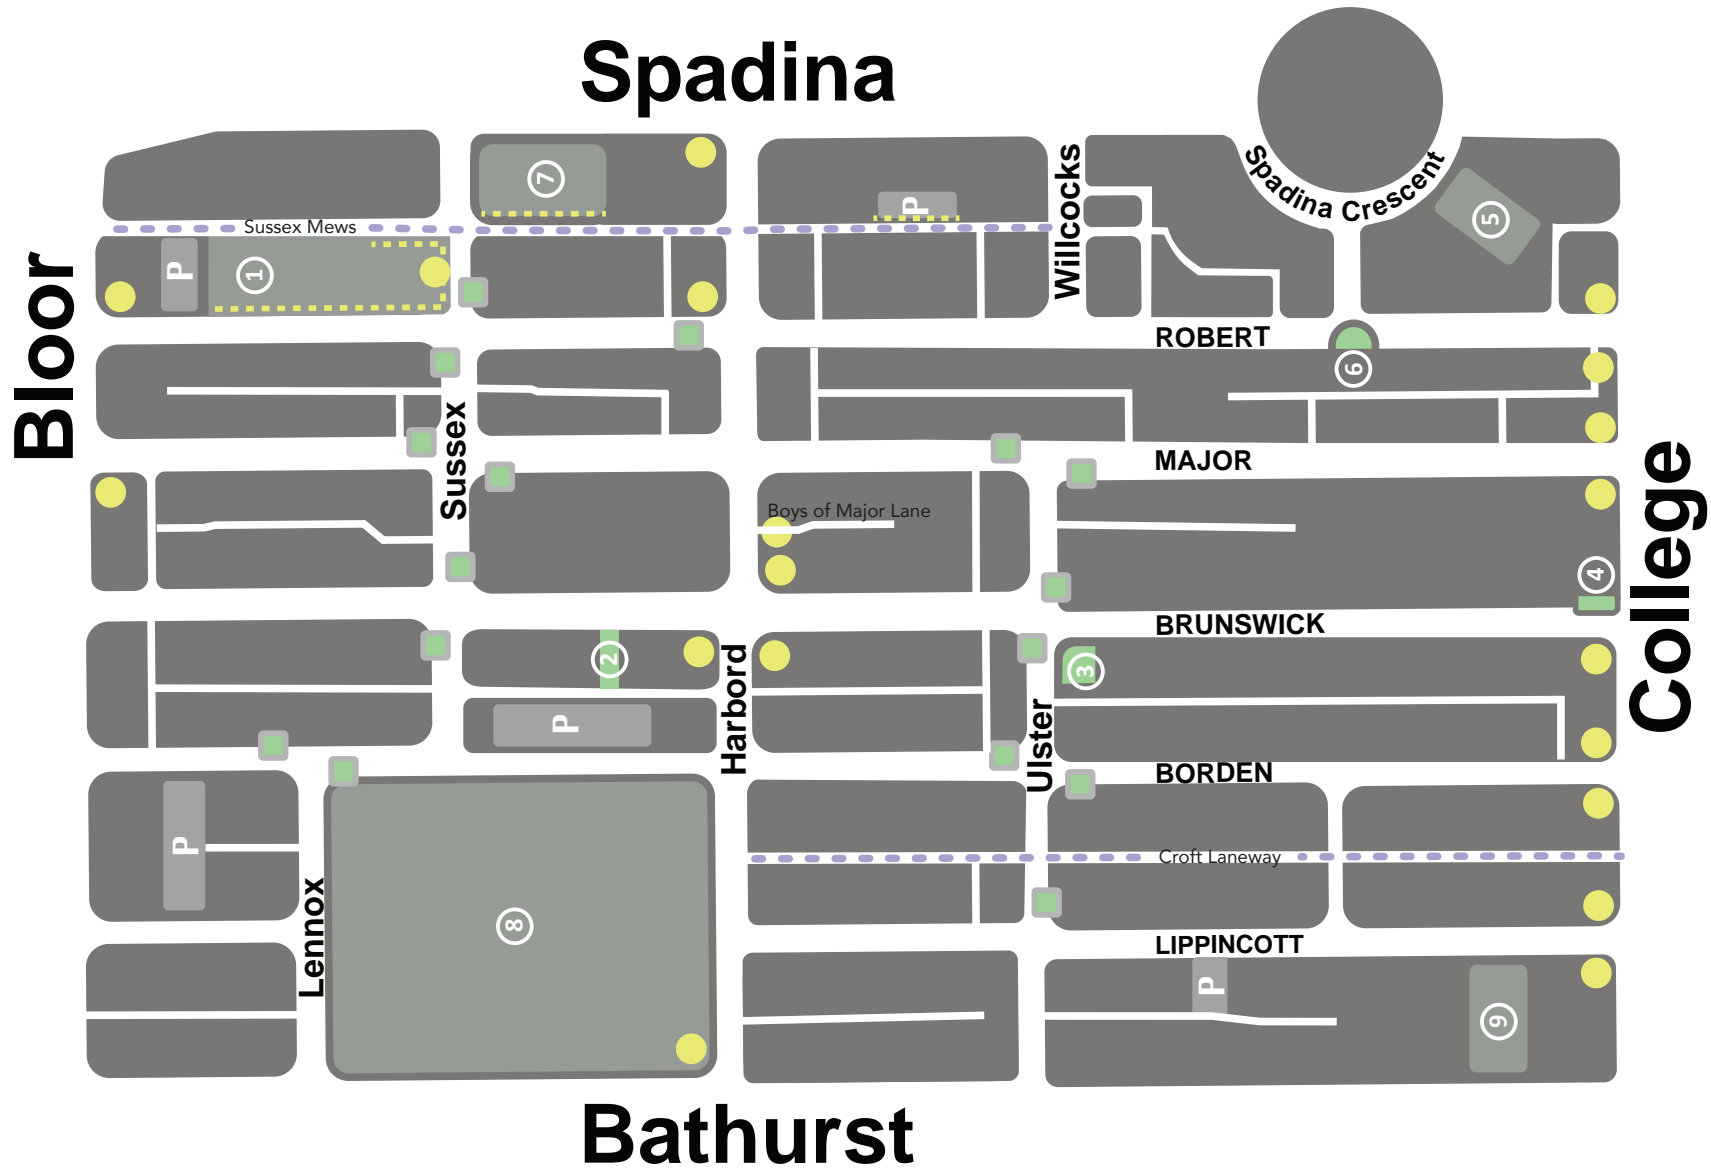 Spadina
Bloor
College
Bathurst
Willcocks
Spadina Crescent
7
P
5
Sussex Mews
P
1
ROBERT
6
Sussex
MAJOR
Boys of Major Lane
4
BRUNSWICK
2
Harbord
3
P
Ulster
BORDEN
P
Croft Laneway
Lennox
8
LIPPINCOTT
P
9